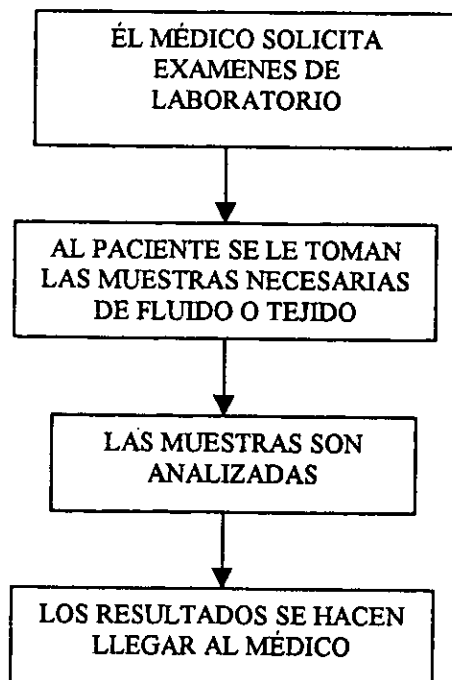 ÉL MÉDICO SOLICITA
EXAMENES DE
LABORATORIO
AL PACIENTE SE LE TOMAN
LAS MUESTRAS NECESARIAS
DE FLUIDO O TEJIDO
LAS MUESTRAS SON
ANALIZADAS
LOS RESULTADOS SE HACEN
LLEGAR AL MÉDICO